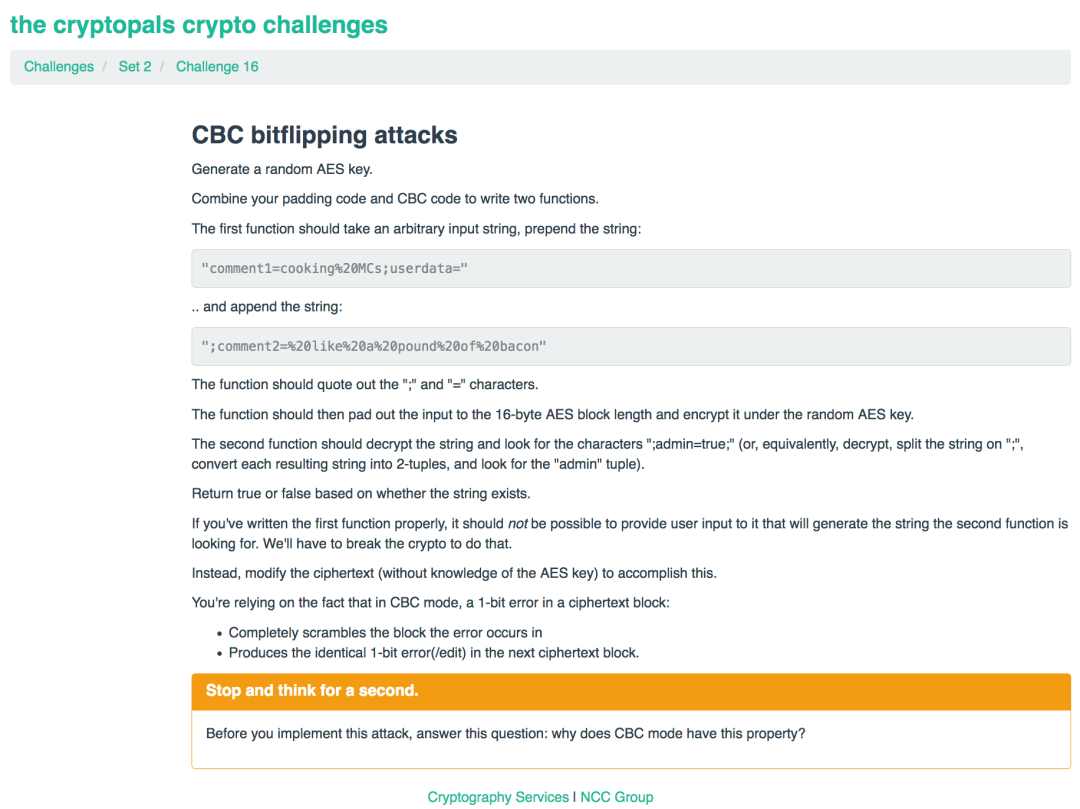 the cryptopals crypto challenges
Challenges / Set 2 / Challenge 16
CBC bitflipping attacks
Generate a random AES key.
Combine your padding code and CBC code to write two functions.
The first function should take an arbitrary input string, prepend the string:
"comment1=cooking%20MCs;userdata="
.. and append the string:
";comment2=%20like%20a%20pound%20of%20bacon"
The function should quote out the ";" and "=" characters.
The function should then pad out the input to the 16-byte AES block length and encrypt it under the random AES key.
The second function should decrypt the string and look for the characters ";admin=true;" (or, equivalently, decrypt, split the string on ";",
convert each resulting string into 2-tuples, and look for the "admin" tuple).
Return true or false based on whether the string exists.
If you've written the first function properly, it should not be possible to provide user input to it that will generate the string the second function is
looking for. We'll have to break the crypto to do that.
Instead, modify the ciphertext (without knowledge of the AES key) to accomplish this.
You're relying on the fact that in CBC mode, a 1-bit error in a ciphertext block:
• Completely scrambles the block the error occurs in
• Produces the identical 1-bit error(/edit) in the next ciphertext block.
Stop and think for a second.
Before you implement this attack, answer this question: why does CBC mode have this property?
Cryptography Services | NCC Group